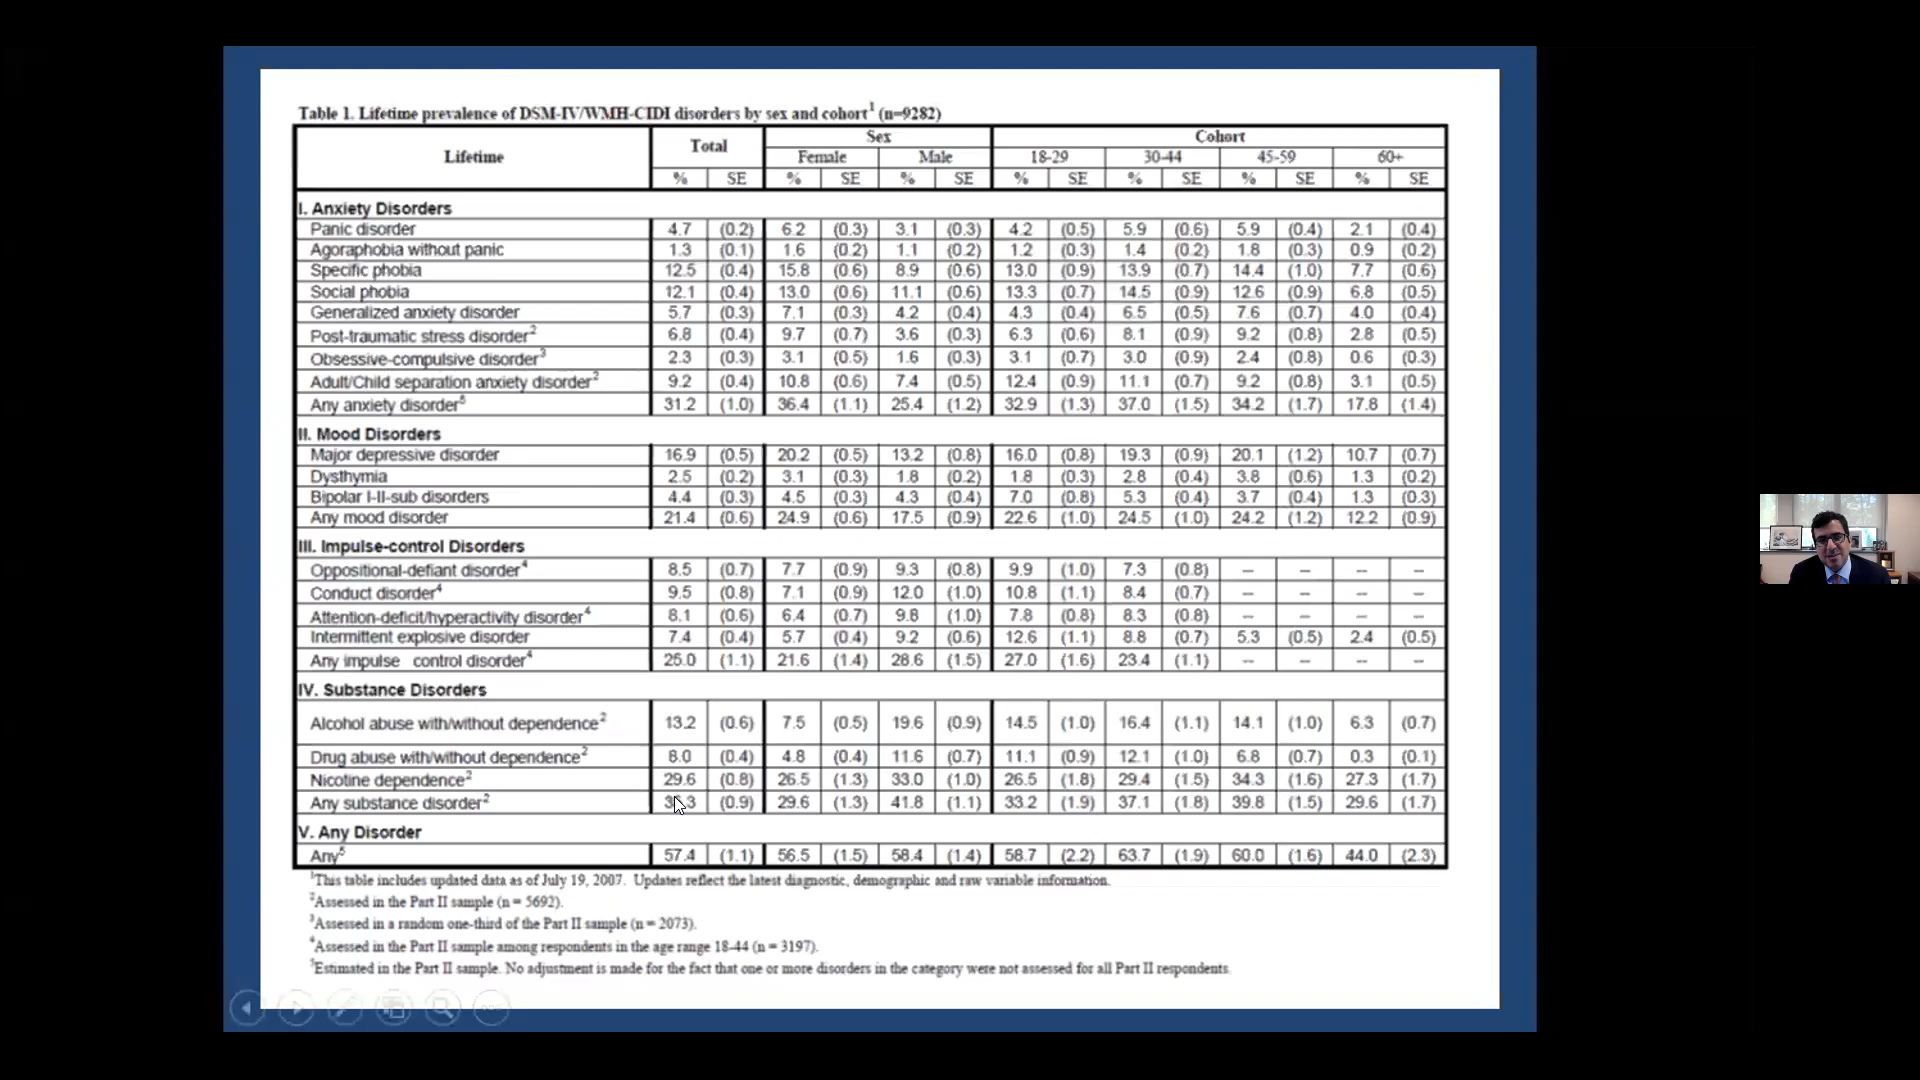 Table 1. Lifetime prevalence of DSM-IV/WMH-CIDI disorders by sex and cohort1 (n=9282)
Lifetime Total Sex Cohort
Female Male 18-29 30-44 45-59 60+
% SE % SE % SE % SE % SE % SE % SE
I. Anxiety Disorders
Panic disorder 4.7 (0.2) 6.2 (0.3) 3.1 (0.3) 4.2 (0.5) 5.9 (0.6) 5.9 (0.4) 2.1 (0.4)
Agoraphobia without panic 1.3 (0.1) 1.6 (0.2) 1.1 (0.2) 1.2 (0.3) 1.4 (0.2) 1.8 (0.3) 0.9 (0.2)
Specific phobia 12.5 (0.4) 15.8 (0.6) 8.9 (0.6) 13.0 (0.9) 13.9 (0.7) 14.4 (1.0) 7.7 (0.6)
Social phobia 12.1 (0.4) 13.0 (0.6) 11.1 (0.6) 13.3 (0.7) 14.5 (0.9) 12.6 (0.9) 6.8 (0.5)
Generalized anxiety disorder 5.7 (0.3) 7.1 (0.3) 4.2 (0.4) 4.3 (0.4) 6.5 (0.5) 7.6 (0.7) 4.0 (0.4)
Post-traumatic stress disorder2 6.8 (0.4) 9.7 (0.7) 3.6 (0.3) 6.3 (0.6) 8.1 (0.9) 9.2 (0.8) 2.8 (0.5)
Obsessive-compulsive disorder3 2.3 (0.3) 3.1 (0.5) 1.6 (0.3) 3.1 (0.7) 3.0 (0.9) 2.4 (0.8) 0.6 (0.3)
Adult/Child separation anxiety disorder2 9.2 (0.4) 10.8 (0.6) 7.4 (0.5) 12.4 (0.9) 11.1 (0.7) 9.2 (0.8) 3.1 (0.5)
Any anxiety disorder5 31.2 (1.0) 36.4 (1.1) 25.4 (1.2) 32.9 (1.3) 37.0 (1.5) 34.2 (1.7) 17.8 (1.4)
II. Mood Disorders
Major depressive disorder 16.9 (0.5) 20.2 (0.5) 13.2 (0.8) 16.0 (0.8) 19.3 (0.9) 20.1 (1.2) 10.7 (0.7)
Dysthymia 2.5 (0.2) 3.1 (0.3) 1.8 (0.2) 1.8 (0.3) 2.8 (0.4) 3.8 (0.6) 1.3 (0.2)
Bipolar I-II-sub disorders 4.4 (0.3) 4.5 (0.3) 4.3 (0.4) 7.0 (0.8) 5.3 (0.4) 3.7 (0.4) 1.3 (0.3)
Any mood disorder 21.4 (0.6) 24.9 (0.6) 17.5 (0.9) 22.6 (1.0) 24.5 (1.0) 24.2 (1.2) 12.2 (0.9)
III. Impulse-control Disorders
Oppositional-defiant disorder4 8.5 (0.7) 7.7 (0.9) 9.3 (0.8) 9.9 (1.0) 7.3 (0.8) -- -- -- --
Conduct disorder4 9.5 (0.8) 7.1 (0.9) 12.0 (1.0) 10.8 (1.1) 8.4 (0.7) -- -- -- --
Attention-deficit/hyperactivity disorder4 8.1 (0.6) 6.4 (0.7) 9.8 (1.0) 7.8 (0.8) 8.3 (0.8) -- -- -- --
Intermittent explosive disorder 7.4 (0.4) 5.7 (0.4) 9.2 (0.6) 12.6 (1.1) 8.8 (0.7) 5.3 (0.5) 2.4 (0.5)
Any impulse control disorder4 25.0 (1.1) 21.6 (1.4) 28.6 (1.5) 27.0 (1.6) 23.4 (1.1) -- -- -- --
IV. Substance Disorders
Alcohol abuse with/without dependence2 13.2 (0.6) 7.5 (0.5) 19.6 (0.9) 14.5 (1.0) 16.4 (1.1) 14.1 (1.0) 6.3 (0.7)
Drug abuse with/without dependence2 8.0 (0.4) 4.8 (0.4) 11.6 (0.7) 11.1 (0.9) 12.1 (1.0) 6.8 (0.7) 0.3 (0.1)
Nicotine dependence2 29.6 (0.8) 26.5 (1.3) 33.0 (1.0) 26.5 (1.8) 29.4 (1.5) 34.3 (1.6) 27.3 (1.7)
Any substance disorder2 (0.9) 29.6 (1.3) 41.8 (1.1) 33.2 (1.9) 37.1 (1.8) 39.8 (1.5) 29.6 (1.7)
V. Any Disorder
Any5 57.4 (1.1) 56.5 (1.5) 58.4 (1.4) 58.7 (2.2) 63.7 (1.9) 60.0 (1.6) 44.0 (2.3)
1This table includes updated data as of July 19, 2007. Updates reflect the latest diagnostic, demographic and raw variable information.
2Assessed in the Part II sample (n = 5692).
3Assessed in a random one-third of the Part II sample (n = 2073).
4Assessed in the Part II sample among respondents in the age range 18-44 (n = 3197).
5Estimated in the Part II sample. No adjustment is made for the fact that one or more disorders in the category were not assessed for all Part II respondents.